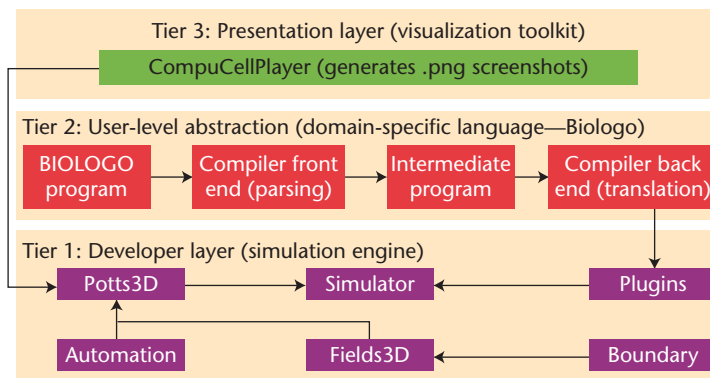 Tier 3: Presentation layer (visualization toolkit)
CompuCellPlayer (generates .png screenshots)
Tier 2: User-level abstraction (domain-specific language—Biologo)
BIOLOGO
program
Compiler front
end (parsing)
Intermediate
program
Compiler back
end (translation)
Tier 1: Developer layer (simulation engine)
Potts3D
Simulator
Plugins
Automation
Fields3D
Boundary